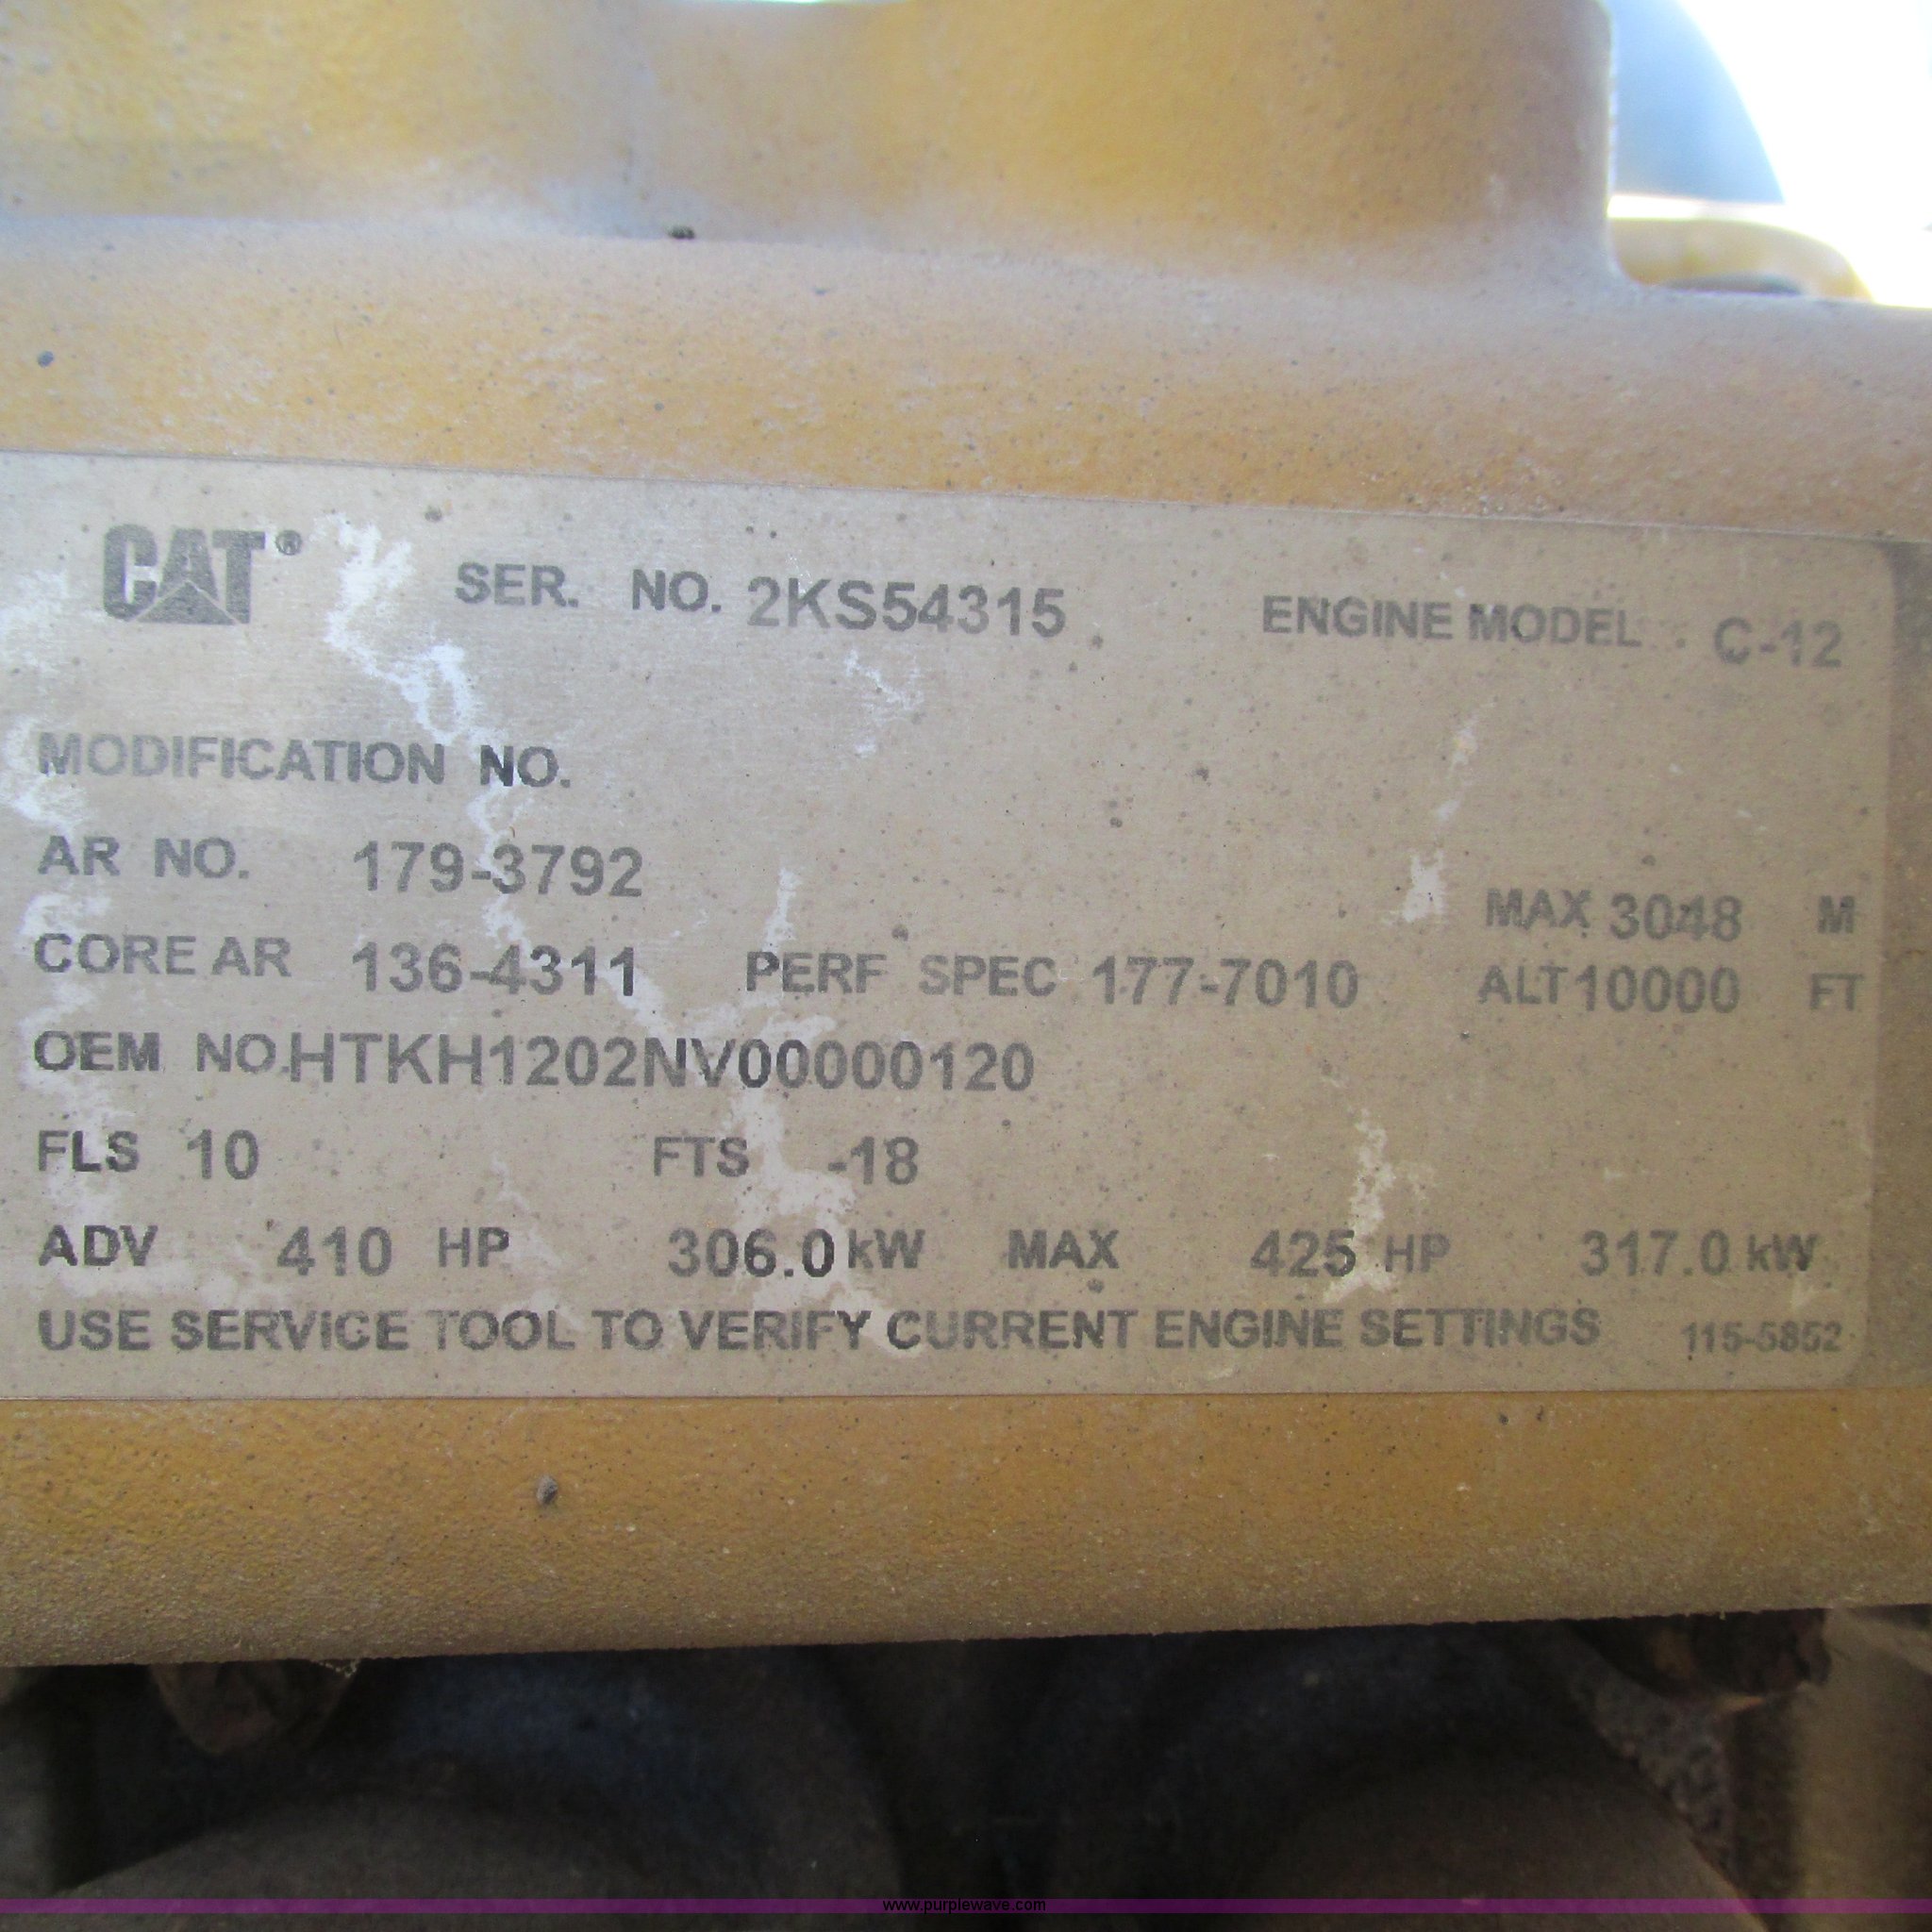 CAT® SER. NO. 2KS54315 ENGINE MODEL C-12
MODIFICATION NO.
AR NO. 179-3792
MAX 3048 M
CORE AR 136-4311 PERF SPEC 177-7010 ALT 10000 FT
OEM NO. HTKH1202NV00000120
FLS 10 FTS -18
ADV 410 HP 306.0 kW MAX 425 HP 317.0 kW
USE SERVICE TOOL TO VERIFY CURRENT ENGINE SETTINGS 115-5852
www.purplewave.com